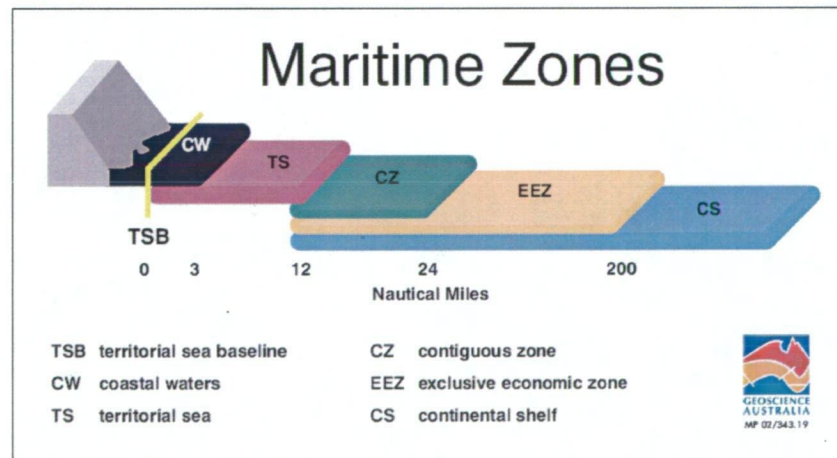 Maritime Zones
CW
TS
CZ
EEZ
CS
TSB
0 3 12 24 200
Nautical Miles
TSB territorial sea baseline
CW coastal waters
TS territorial sea
CZ contiguous zone
EEZ exclusive economic zone
CS continental shelf
GEOSCIENCE
AUSTRALIA
MP 02/343.19